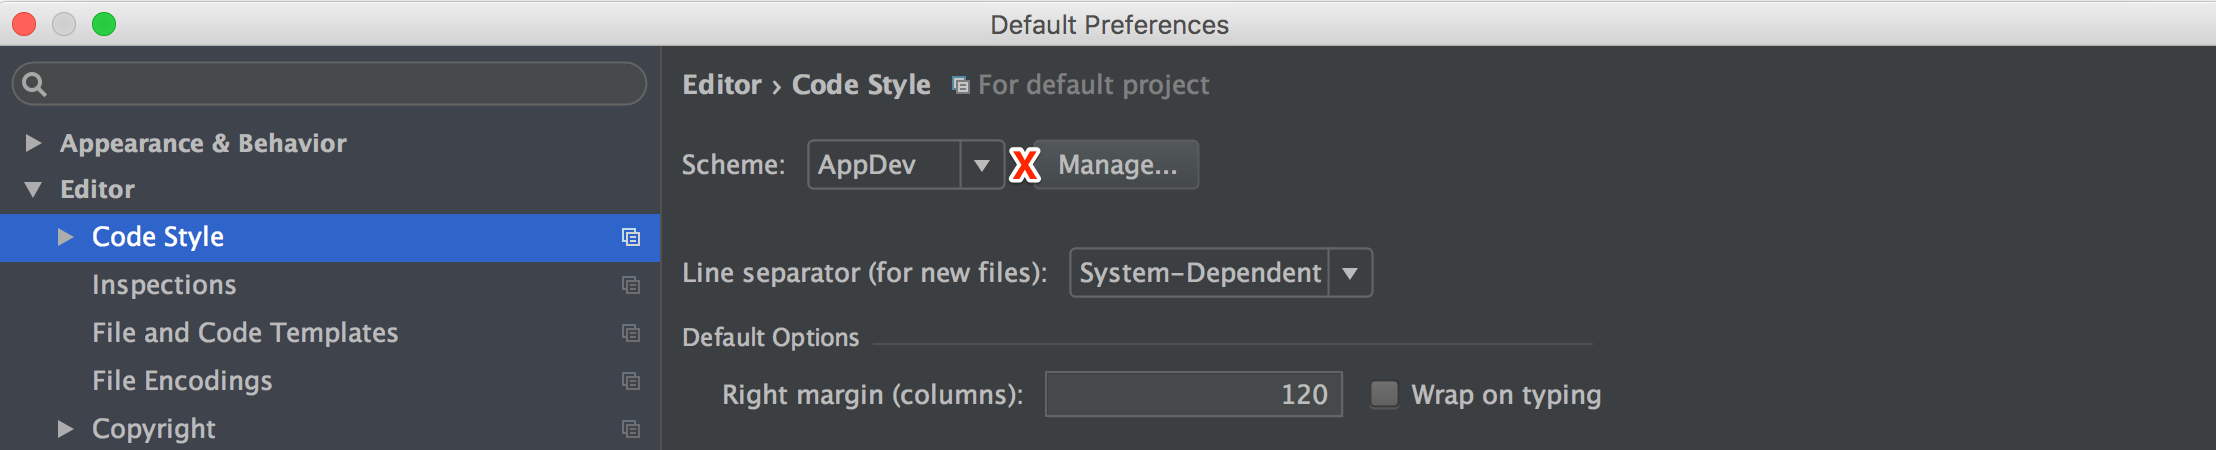 Default Preferences
Appearance & Behavior
Editor
Code Style
Inspections
File and Code Templates
File Encodings
Copyright
Editor › Code Style For default project
Scheme: AppDev X Manage...
Line separator (for new files): System-Dependent
Default Options
Right margin (columns): 120 Wrap on typing